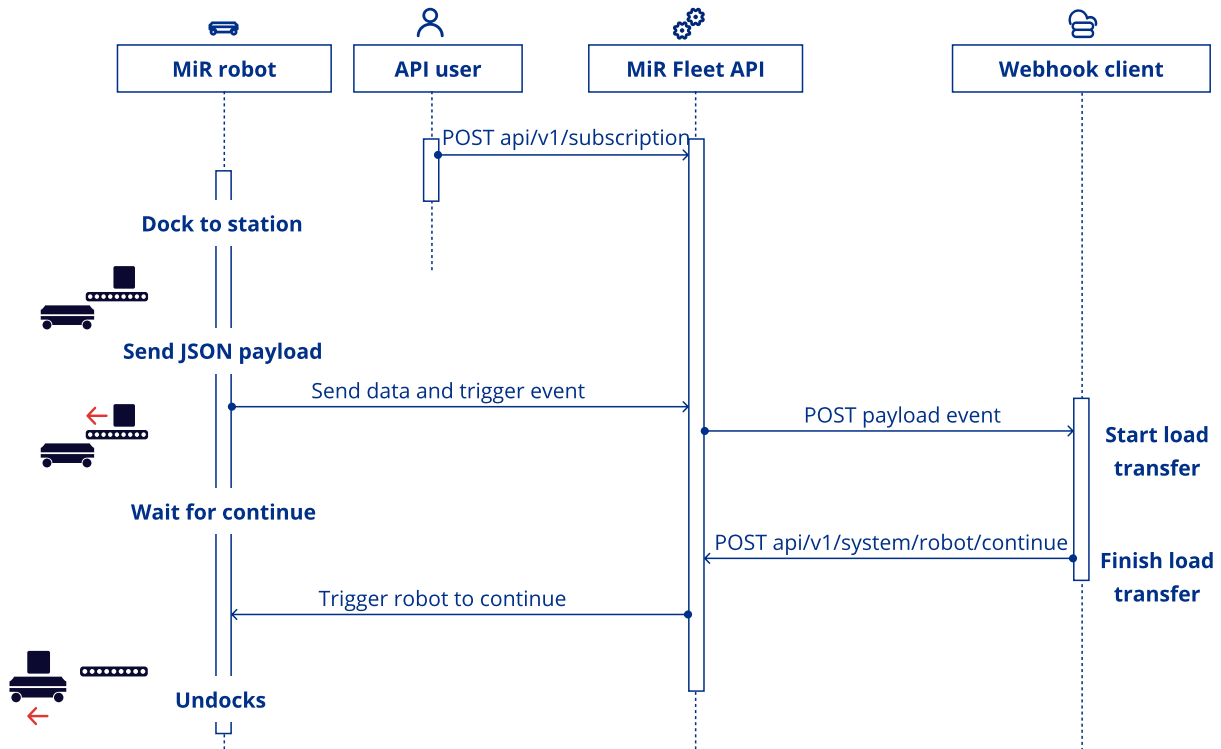 MiR robot
API user
MiR Fleet API
Webhook client
POST api/v1/subscription
Dock to station
Send JSON payload
Send data and trigger event
POST payload event
Start load
transfer
Wait for continue
POST api/v1/system/robot/continue
Finish load
transfer
Trigger robot to continue
Undocks